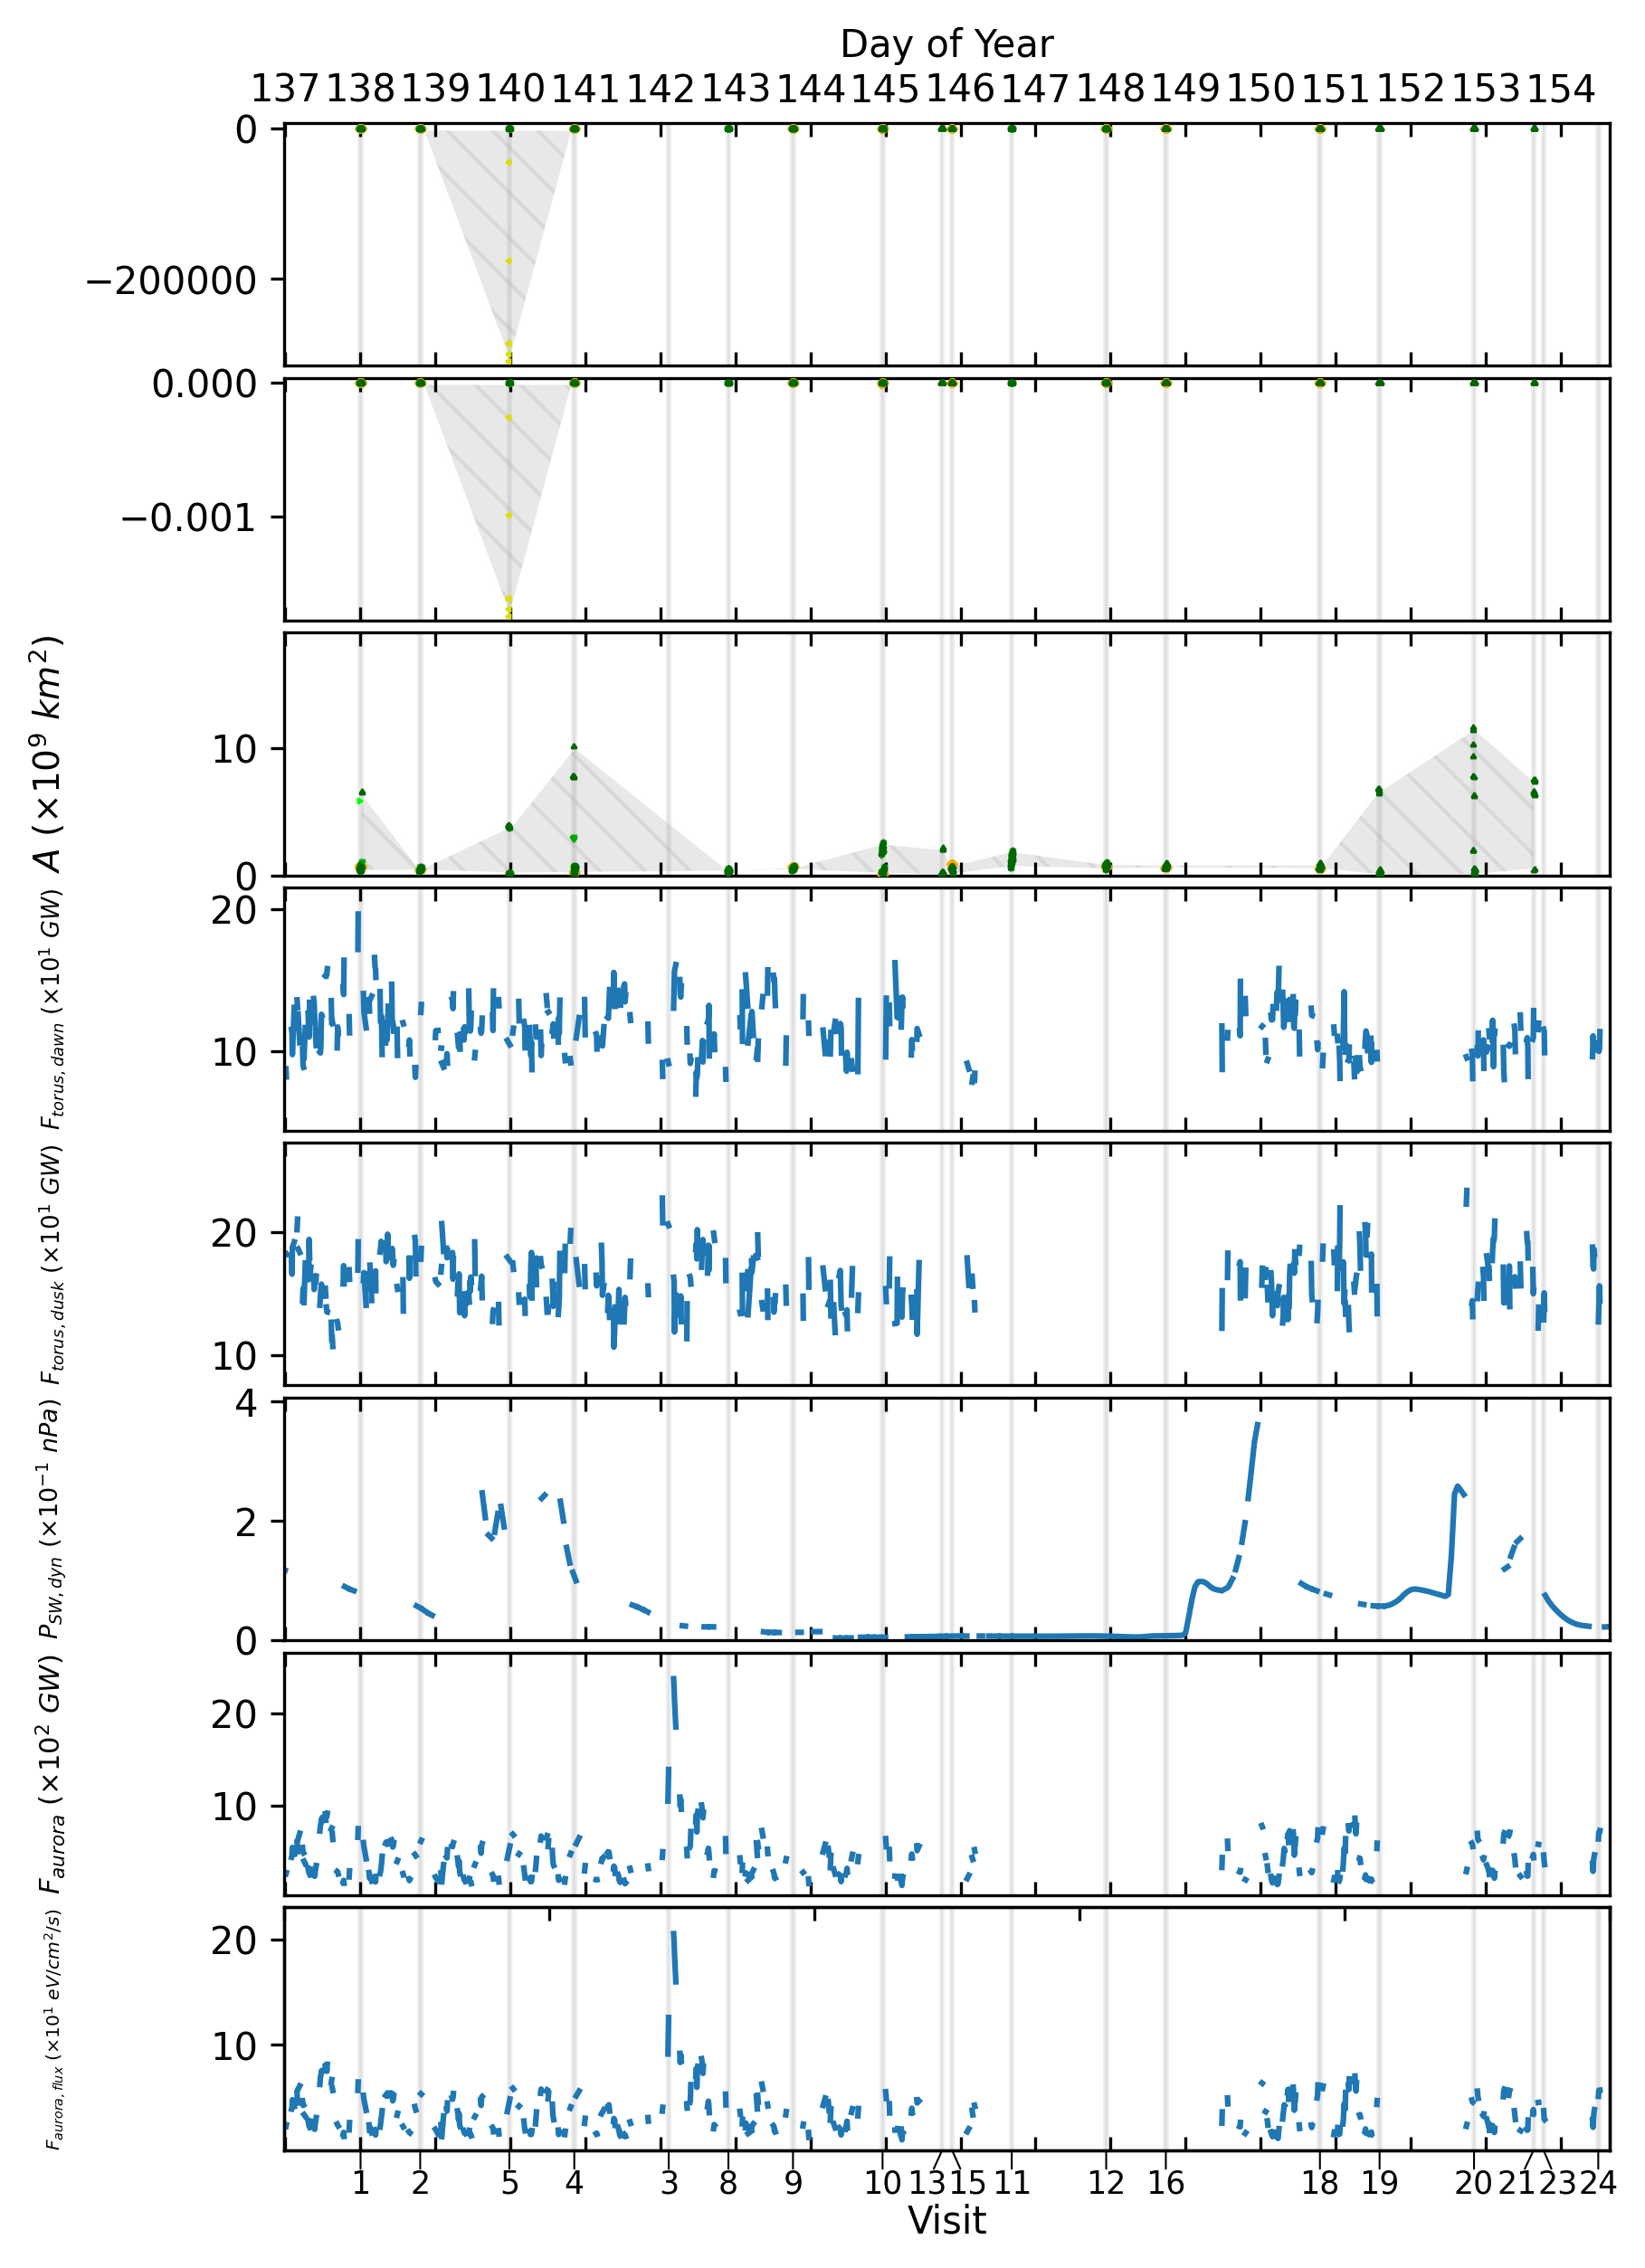 Day of Year
137 138 139 140 141 142 143 144 145 146 147 148 149 150 151 152 153 154
0
−200000
0.000
−0.001
A (×10⁹ km²)
10
0
F_torus,dawn (×10¹ GW)
20
10
F_torus,dusk (×10¹ GW)
20
10
P_SW,dyn (×10⁻¹ nPa)
4
2
0
F_aurora (×10² GW)
20
10
F_aurora,flux (×10¹ eV/cm²/s)
20
10
1 2 5 4 3 8 9 10 13 15 11 12 16 18 19 20 21 23 24
Visit